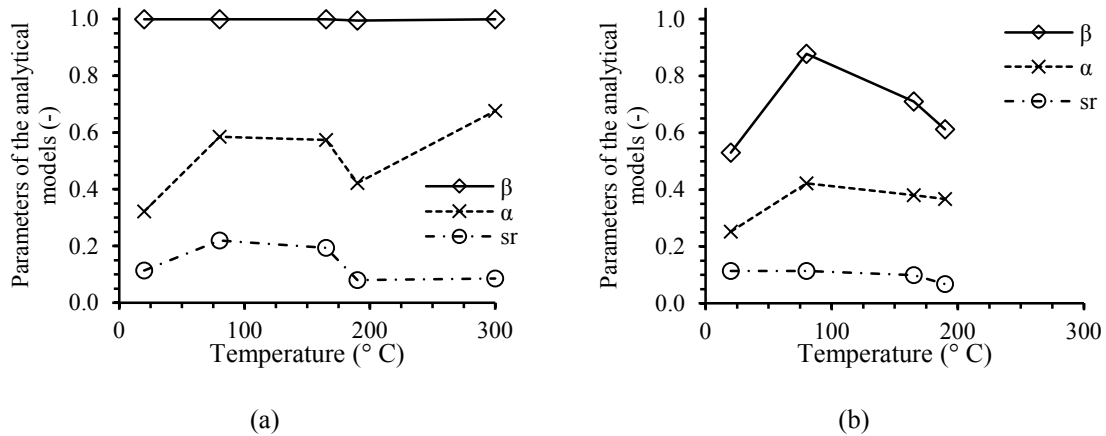 Parameters of the analytical
models (-)
1.0
0.8
0.6
0.4
0.2
0.0
0
100
200
300
Temperature (° C)
β
α
sr
(a)
Parameters of the analytical
models (-)
1.0
0.8
0.6
0.4
0.2
0.0
0
100
200
300
Temperature (° C)
β
α
sr
(b)